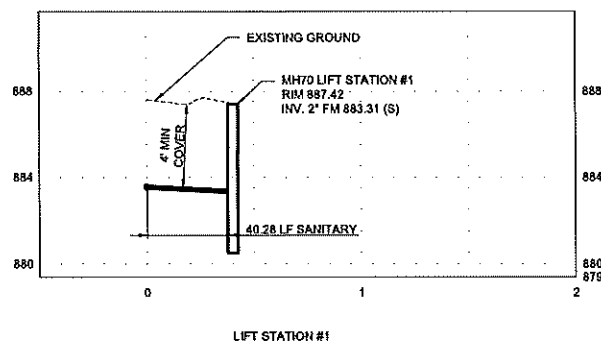 EXISTING GROUND
MH70 LIFT STATION #1
RIM 887.42
INV. 2" FM 883.31 (S)
888
888
4' MIN
COVER
884
884
40.28 LF SANITARY
880
880
879
0
1
2
LIFT STATION #1